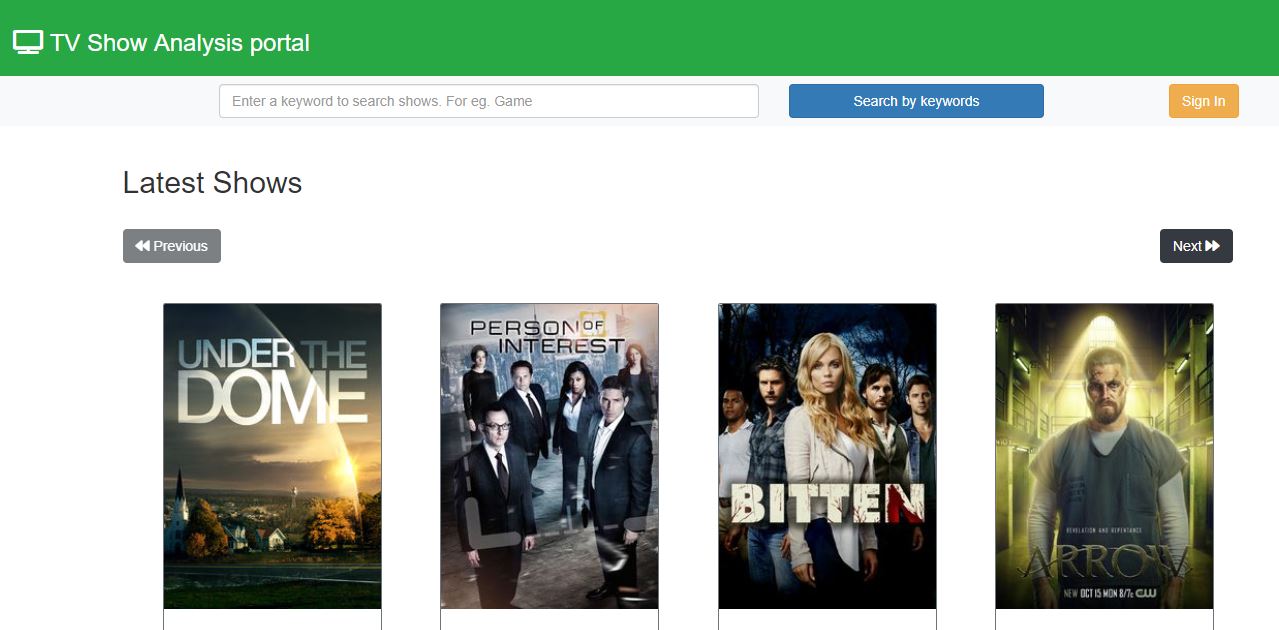 TV Show Analysis portal
Enter a keyword to search shows. For eg. Game
Search by keywords
Sign In
Latest Shows
Previous
Next
UNDER THE
DOME
PERSON OF
INTEREST
BITTEN
REVELATION AND REPENTANCE
ARROW
NEW OCT 15 MON 8/7c CW